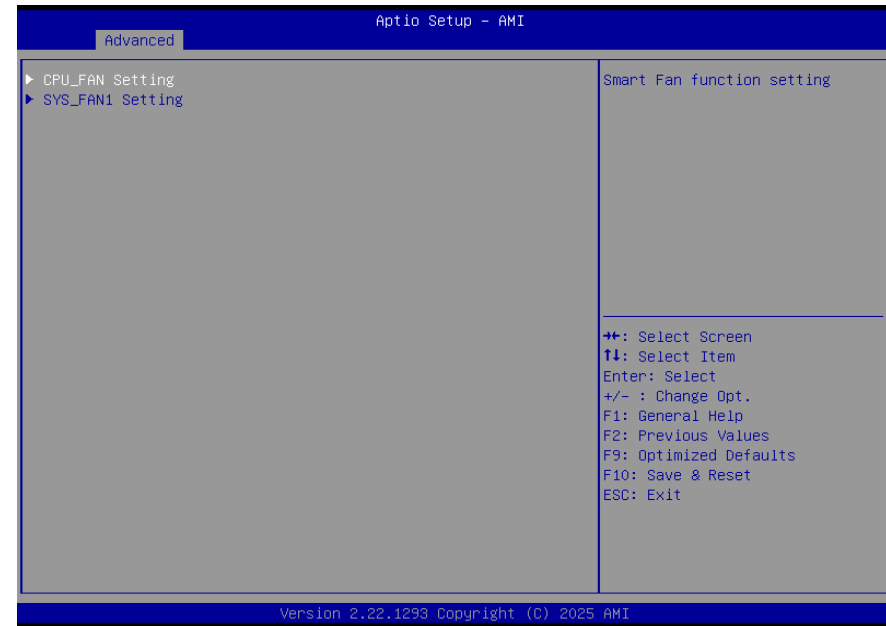 Aptio Setup – AMI
Advanced
▶ CPU_FAN Setting
▶ SYS_FAN1 Setting
Smart Fan function setting
→←: Select Screen
↑↓: Select Item
Enter: Select
+/- : Change Opt.
F1: General Help
F2: Previous Values
F9: Optimized Defaults
F10: Save & Reset
ESC: Exit
Version 2.22.1293 Copyright (C) 2025 AMI